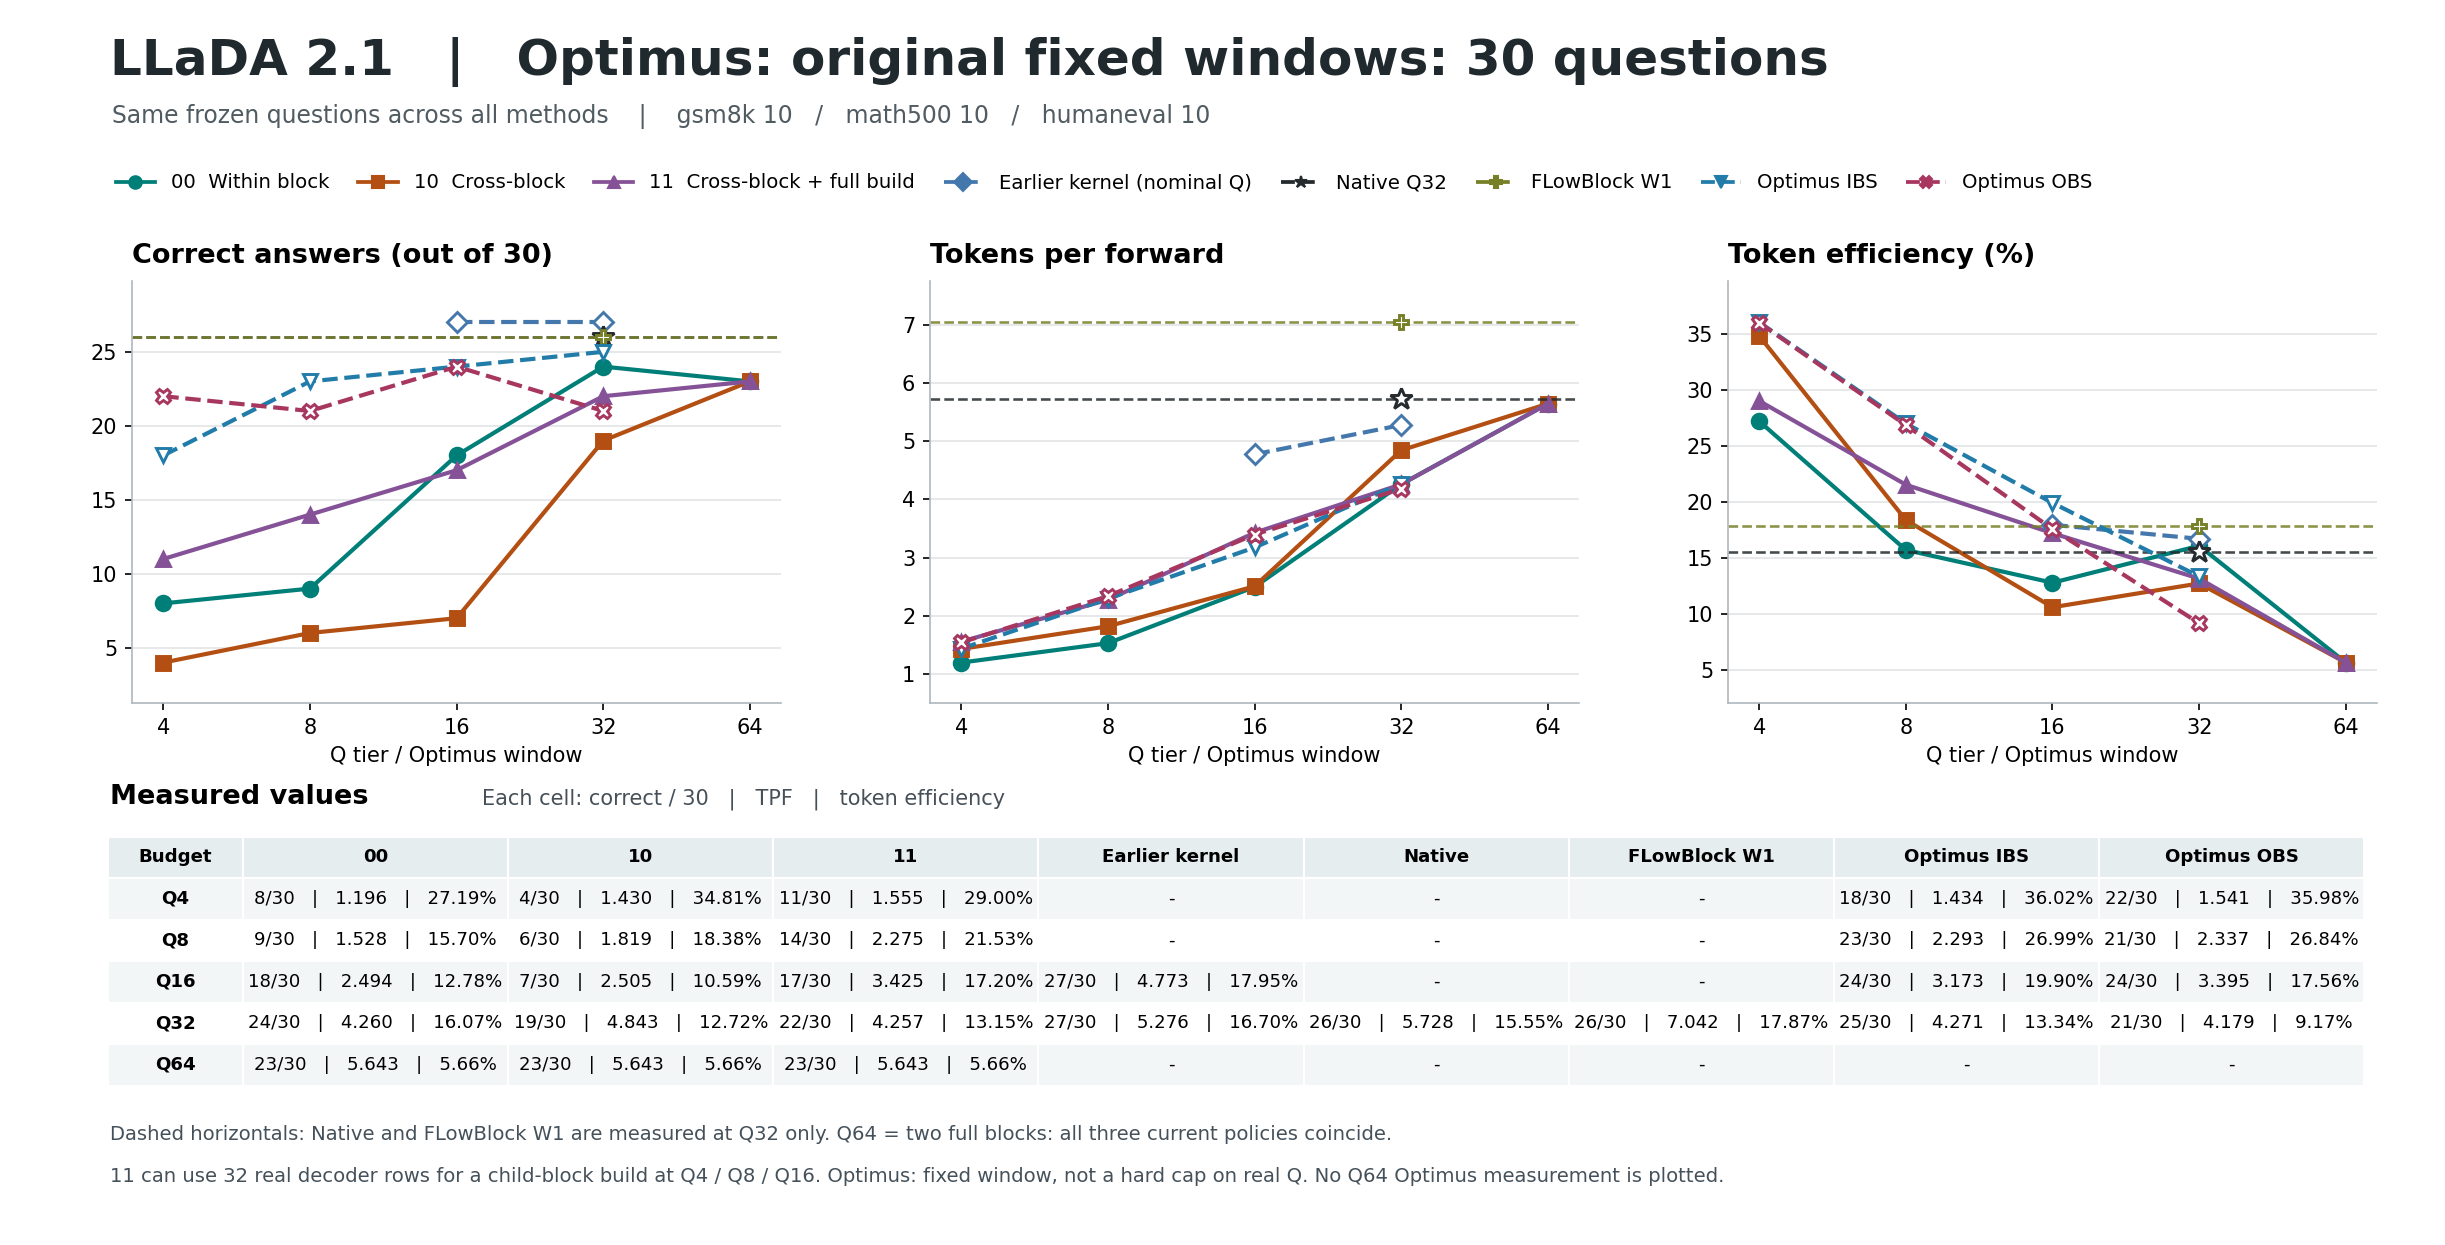 LLaDA 2.1 | Optimus: original fixed windows: 30 questions
Same frozen questions across all methods | gsm8k 10 / math500 10 / humaneval 10
00 Within block 10 Cross-block 11 Cross-block + full build Earlier kernel (nominal Q) Native Q32 FLowBlock W1 Optimus IBS Optimus OBS
Correct answers (out of 30)
25
20
15
10
5
4 8 16 32 64
Q tier / Optimus window
Tokens per forward
7
6
5
4
3
2
1
4 8 16 32 64
Q tier / Optimus window
Token efficiency (%)
35
30
25
20
15
10
5
4 8 16 32 64
Q tier / Optimus window
Measured values Each cell: correct / 30 | TPF | token efficiency
Budget 00 10 11 Earlier kernel Native FLowBlock W1 Optimus IBS Optimus OBS
Q4 8/30 | 1.196 | 27.19% 4/30 | 1.430 | 34.81% 11/30 | 1.555 | 29.00% - - - 18/30 | 1.434 | 36.02% 22/30 | 1.541 | 35.98%
Q8 9/30 | 1.528 | 15.70% 6/30 | 1.819 | 18.38% 14/30 | 2.275 | 21.53% - - - 23/30 | 2.293 | 26.99% 21/30 | 2.337 | 26.84%
Q16 18/30 | 2.494 | 12.78% 7/30 | 2.505 | 10.59% 17/30 | 3.425 | 17.20% 27/30 | 4.773 | 17.95% - - 24/30 | 3.173 | 19.90% 24/30 | 3.395 | 17.56%
Q32 24/30 | 4.260 | 16.07% 19/30 | 4.843 | 12.72% 22/30 | 4.257 | 13.15% 27/30 | 5.276 | 16.70% 26/30 | 5.728 | 15.55% 26/30 | 7.042 | 17.87% 25/30 | 4.271 | 13.34% 21/30 | 4.179 | 9.17%
Q64 23/30 | 5.643 | 5.66% 23/30 | 5.643 | 5.66% 23/30 | 5.643 | 5.66% - - - - -
Dashed horizontals: Native and FLowBlock W1 are measured at Q32 only. Q64 = two full blocks: all three current policies coincide.
11 can use 32 real decoder rows for a child-block build at Q4 / Q8 / Q16. Optimus: fixed window, not a hard cap on real Q. No Q64 Optimus measurement is plotted.